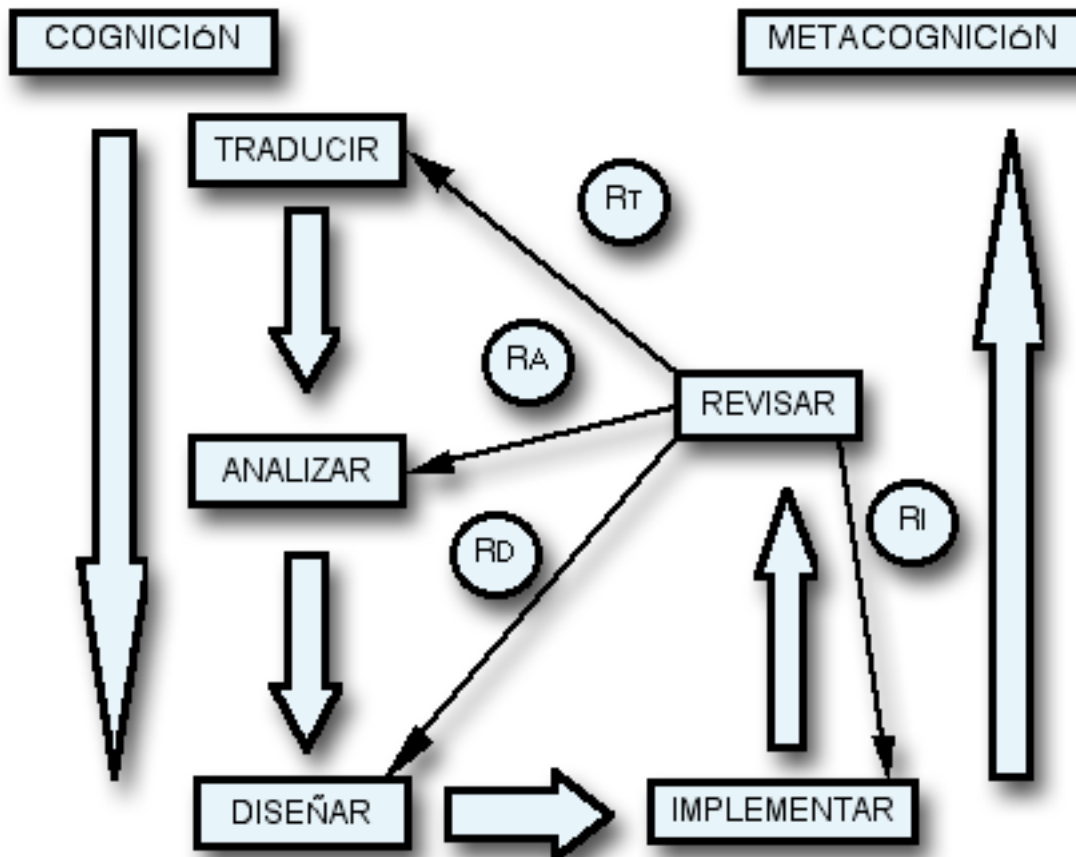 COGNICIÓN
METACOGNICIÓN
TRADUCIR
RT
RA
REVISAR
ANALIZAR
RD
RI
DISEÑAR
IMPLEMENTAR